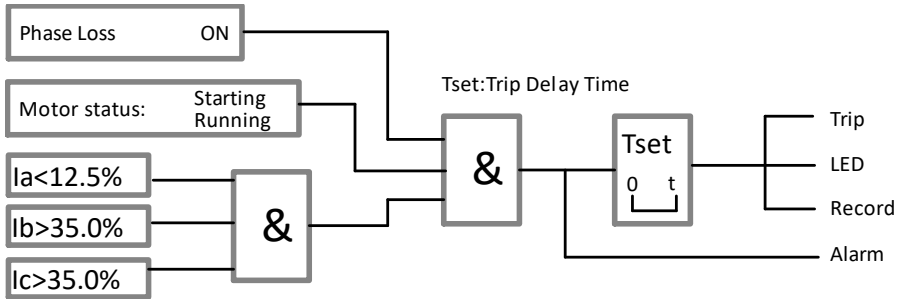 Phase Loss ON
Tset:Trip Delay Time
Motor status: Starting
Running
Trip
Tset
&
LED
Ia<12.5%
0 t
Ib>35.0%
&
Record
Alarm
Ic>35.0%